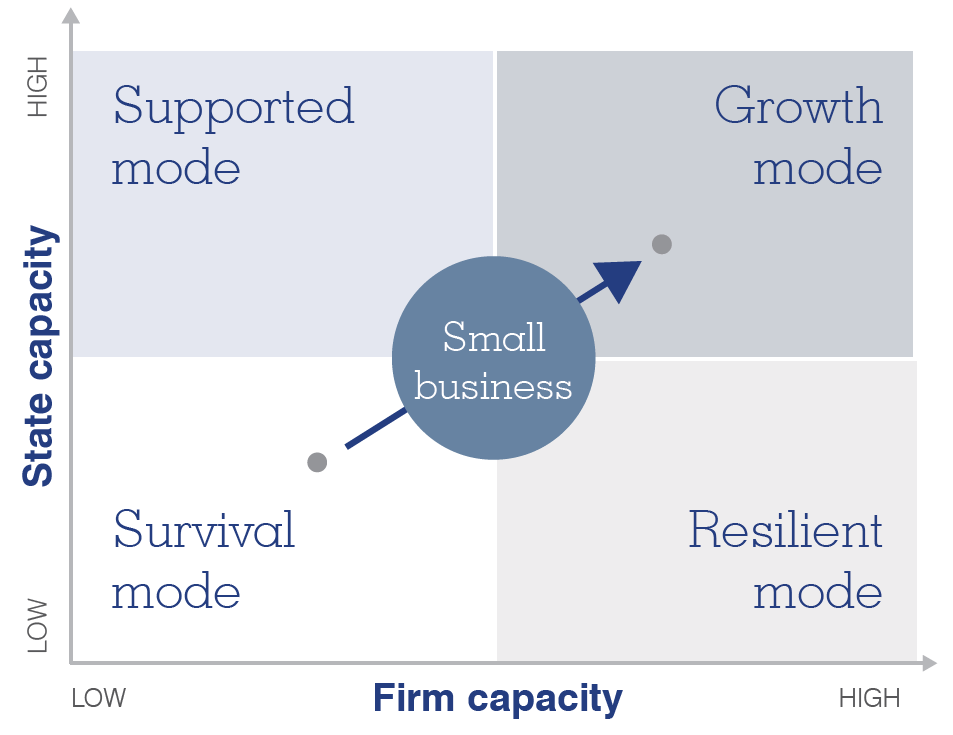 HIGH
Supported
mode
Growth
mode
State capacity
Small
business
Survival
mode
Resilient
mode
LOW
LOW
Firm capacity
HIGH